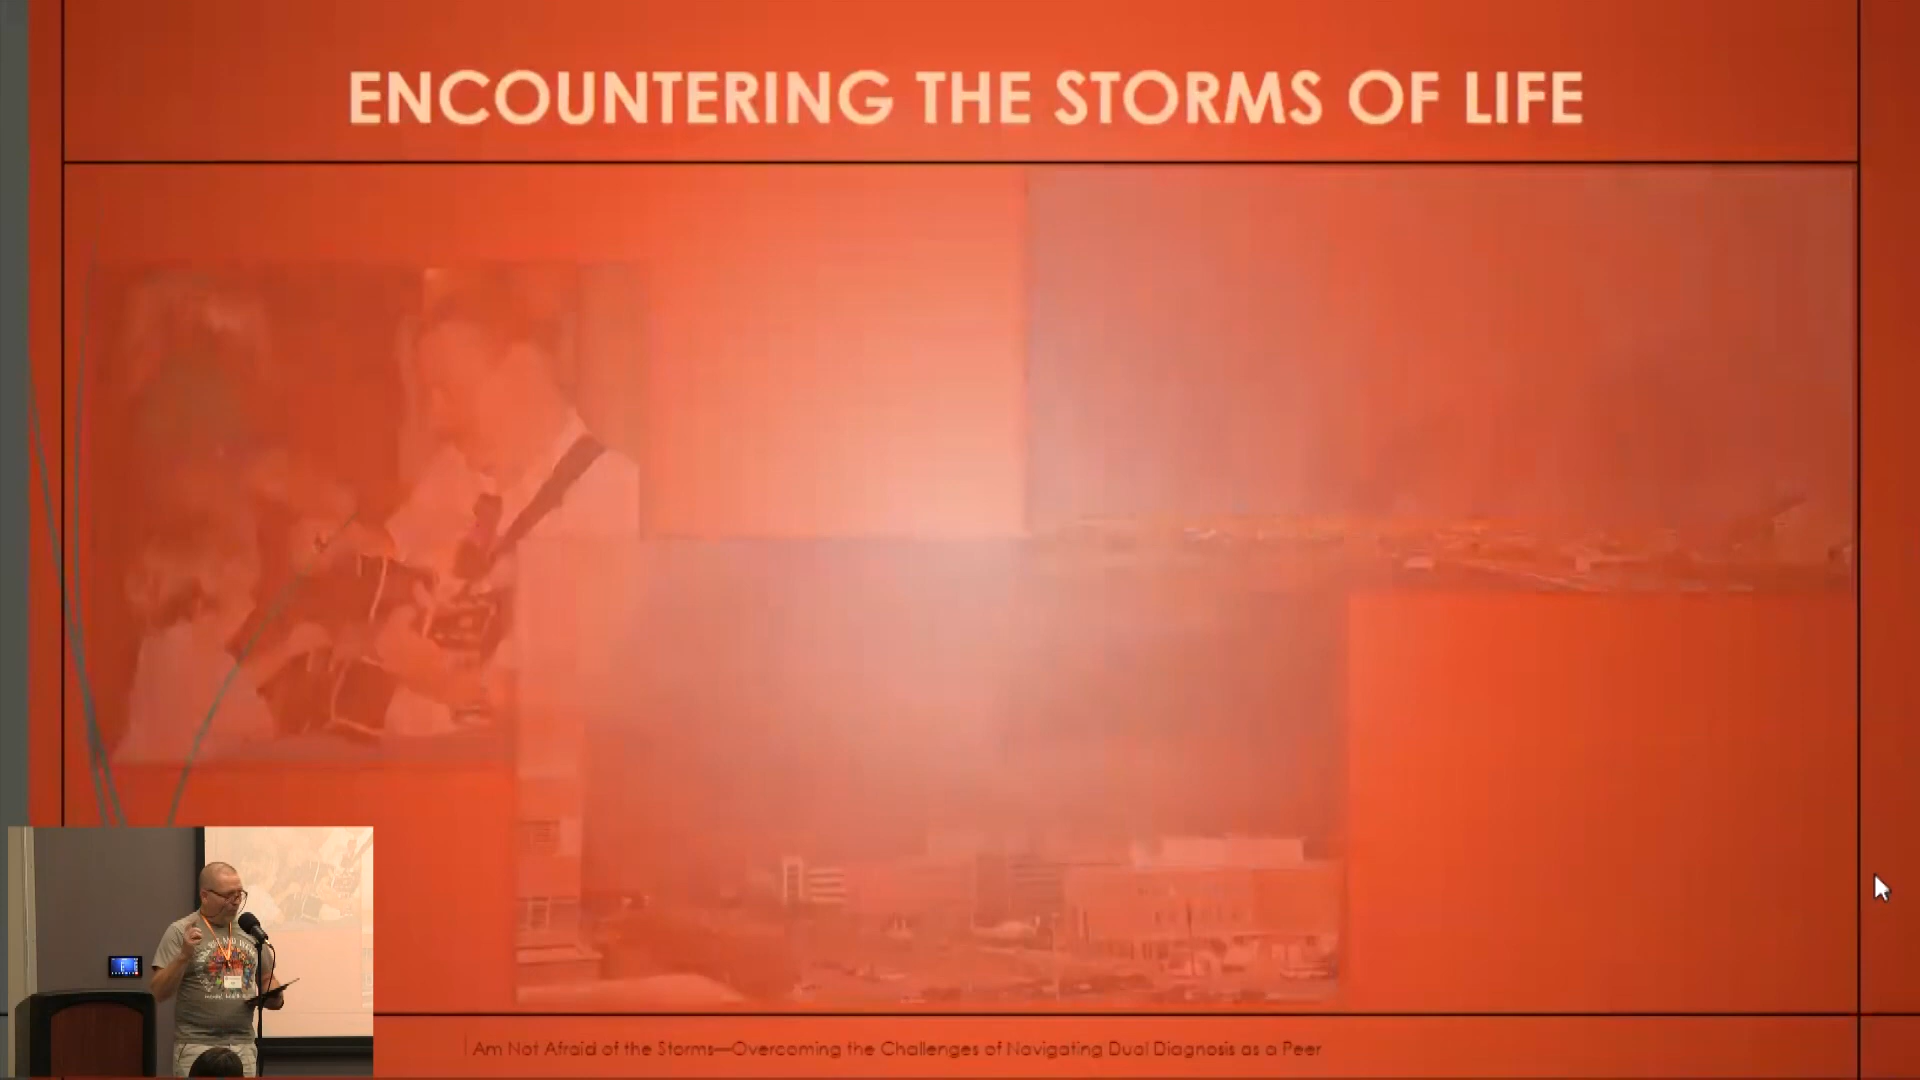 ENCOUNTERING THE STORMS OF LIFE
I Am Not Afraid of the Storms—Overcoming the Challenges of Navigating Dual Diagnosis as a Peer